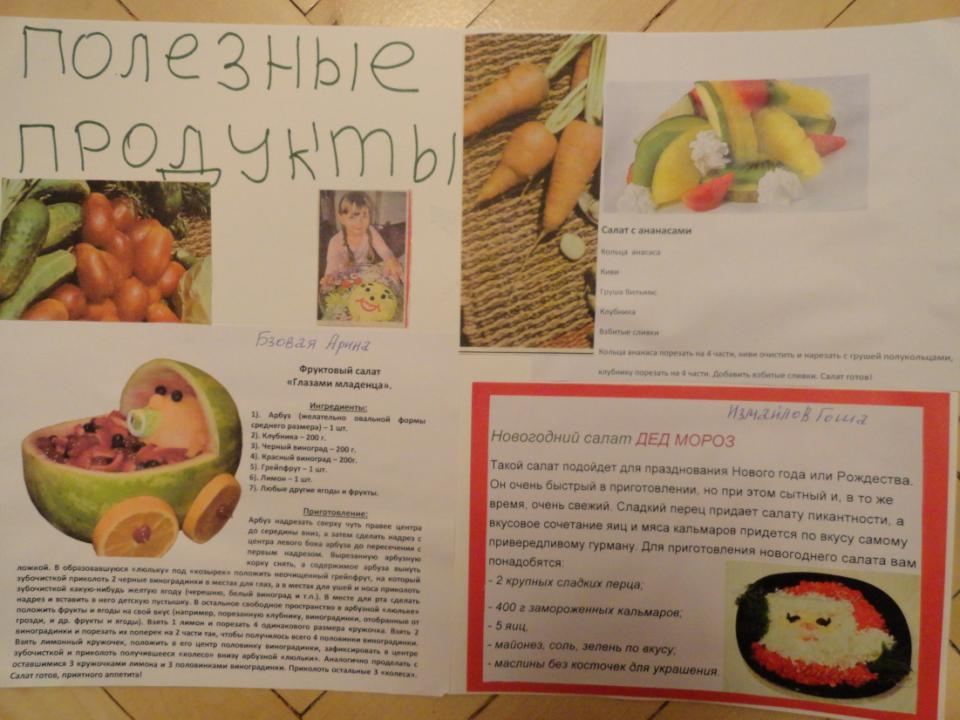 ПОЛЕЗНЫЕ
ПРОДУКТЫ
Салат с ананасами
Кольца анасаса
Киви
Груша Вильямс
Клубника
Взбитые сливки
Кольца ананаса порезать на 4 части, киви очистить и нарезать с грушей полукольцами,
клубнику порезать на 4 части. Добавить взбитые сливки. Салат готов!
Бзовая Арина
Фруктовый салат
«Глазами младенца».
Ингредиенты:
1). Арбуз (желательно овальной формы
среднего размера) – 1 шт.
2). Клубника – 200 г.
3). Черный виноград – 200 г.
4). Красный виноград – 200г.
5). Грейпфрут – 1 шт.
6). Лимон – 1 шт.
7). Любые другие ягоды и фрукты.
Приготовление:
Арбуз надрезать сверху чуть правее центра
до середины вниз, а затем сделать надрез с
центра левого бока арбуза до пересечения с
первым надрезом. Вырезанную арбузную
корку снять, а содержимое арбуза вынуть
ложкой. В образовавшуюся «люльку» под «козырек» положить неочищенный грейпфрут, на который
зубочисткой приколоть 2 черные виноградинки в местах для глаз, а в местах для ушей и носа приколоть
зубочисткой какую-нибудь желтую ягоду (черешню, белый виноград и т.п.). В месте для рта сделать
надрез и вставить в него детскую пустышку. В остальное свободное пространство в арбузной «люльке»
положить фрукты и ягоды на свой вкус (например, порезанную клубнику, виноградинки, отобранные от
грозди, и др. фрукты и ягоды). Взять 1 лимон и порезать 4 одинакового размера кружочка. Взять 2
виноградинки и порезать их поперек на 2 части так, чтобы получилось всего 4 половинки виноградинки.
Взять лимонный кружочек, положить в его центр половинку виноградинки, зафиксировать в центре
зубочисткой и приколоть получившееся «колесо» внизу арбузной «люльки». Аналогично проделать с
оставшимися 3 кружочками лимона и 3 половинками виноградинки. Приколоть остальные 3 «колеса».
Салат готов, приятного аппетита!
Измайлов Гоша
Новогодний салат ДЕД МОРОЗ
Такой салат подойдет для празднования Нового года или Рождества.
Он очень быстрый в приготовлении, но при этом сытный и, в то же
время, очень свежий. Сладкий перец придает салату пикантности, а
вкусовое сочетание яиц и мяса кальмаров придется по вкусу самому
привередливому гурману. Для приготовления новогоднего салата вам
понадобятся:
- 2 крупных сладких перца;
- 400 г замороженных кальмаров;
- 5 яиц,
- майонез, соль, зелень по вкусу;
- маслины без косточек для украшения.